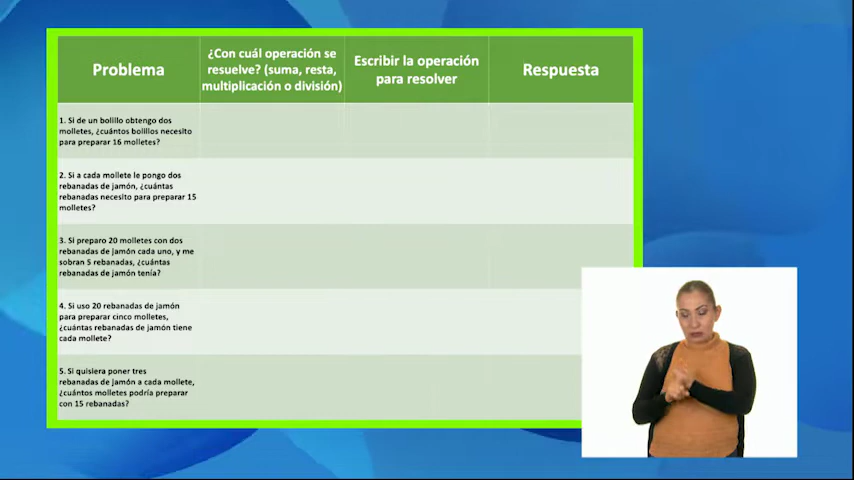 Problema
¿Con cuál operación se
resuelve? (suma, resta,
multiplicación o división)
Escribir la operación
para resolver
Respuesta
1. Si de un bolillo obtengo dos
molletes, ¿cuántos bolillos necesito
para preparar 16 molletes?
2. Si a cada mollete le pongo dos
rebanadas de jamón, ¿cuántas
rebanadas necesito para preparar 15
molletes?
3. Si preparo 20 molletes con dos
rebanadas de jamón cada uno, y me
sobran 5 rebanadas, ¿cuántas
rebanadas de jamón tenía?
4. Si uso 20 rebanadas de jamón
para preparar cinco molletes,
¿cuántas rebanadas de jamón tiene
cada mollete?
5. Si quisiera poner tres
rebanadas de jamón a cada mollete,
¿cuántos molletes podría preparar
con 15 rebanadas?